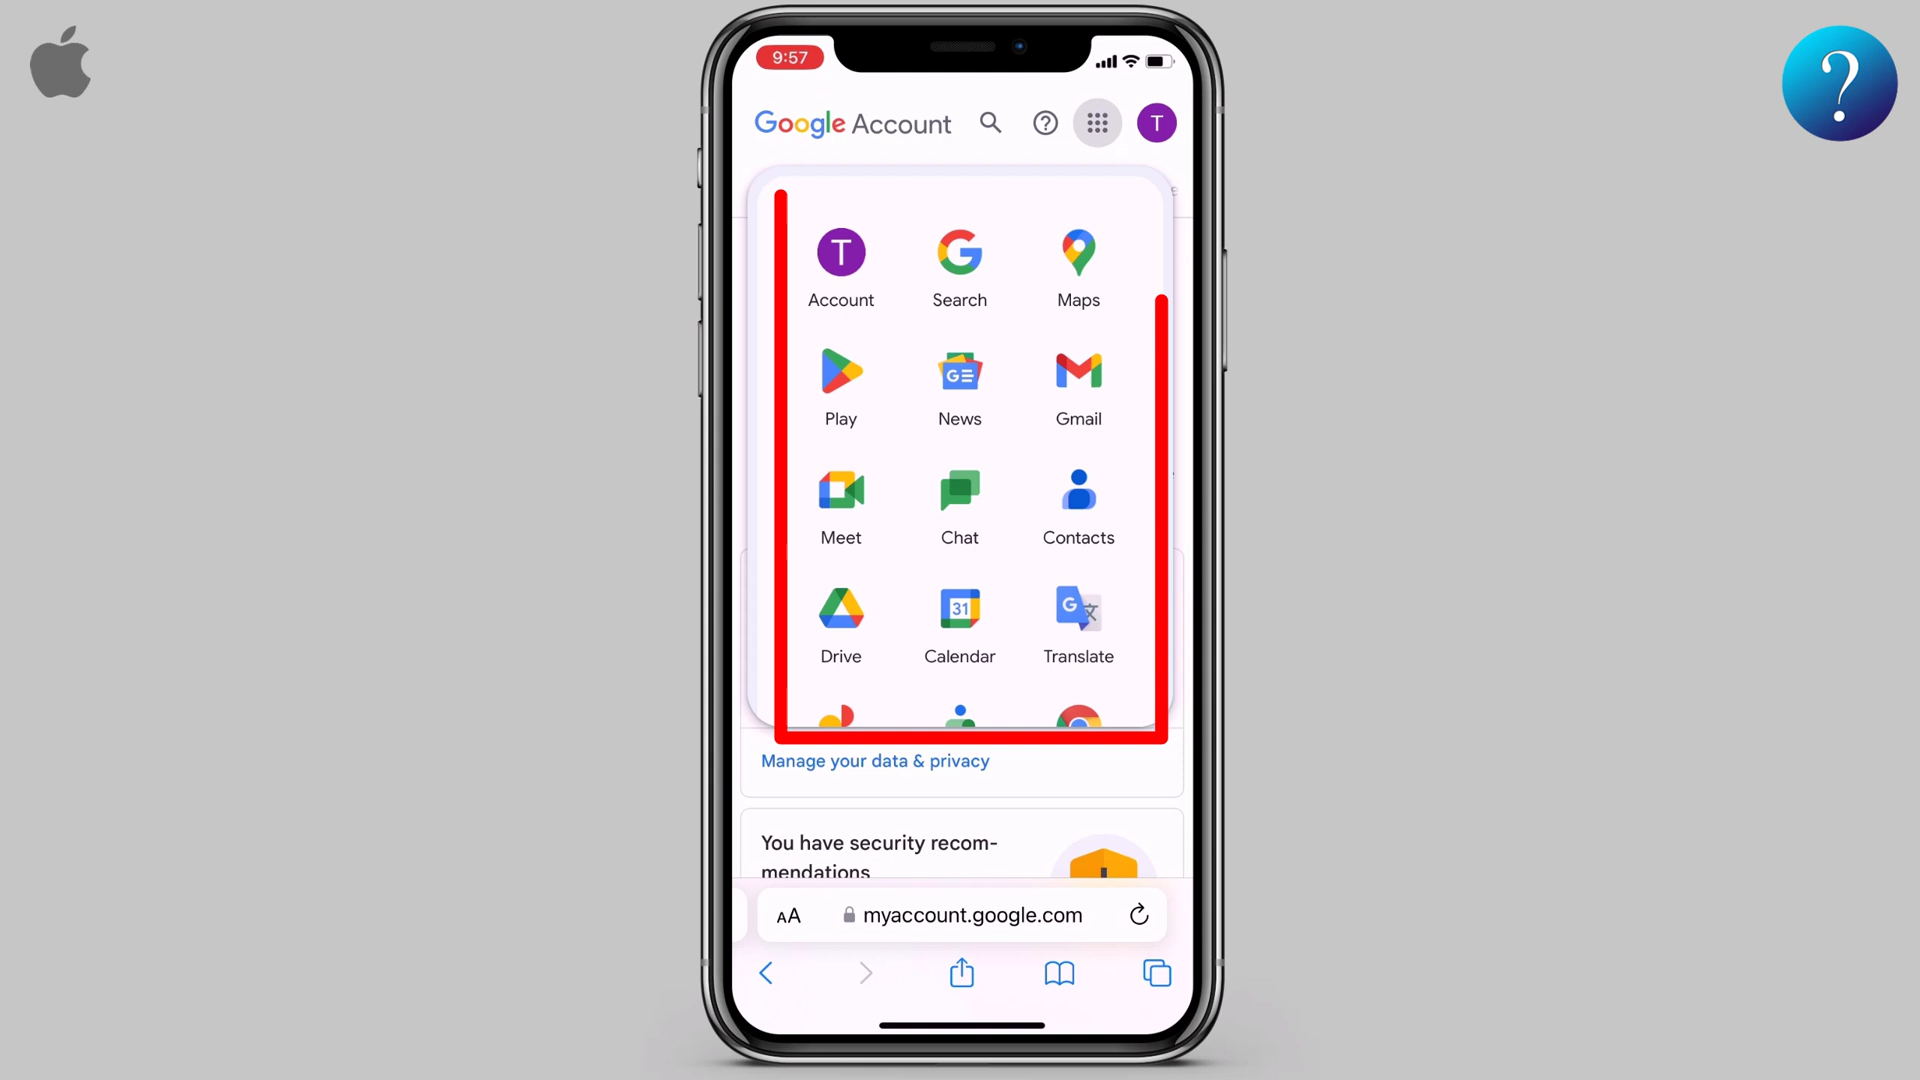 9:57
Google Account
T
?
T
Account
Search
Maps
Play
News
Gmail
Meet
Chat
Contacts
31
Drive
Calendar
Translate
Manage your data & privacy
You have security recom-
mendations
AA
myaccount.google.com